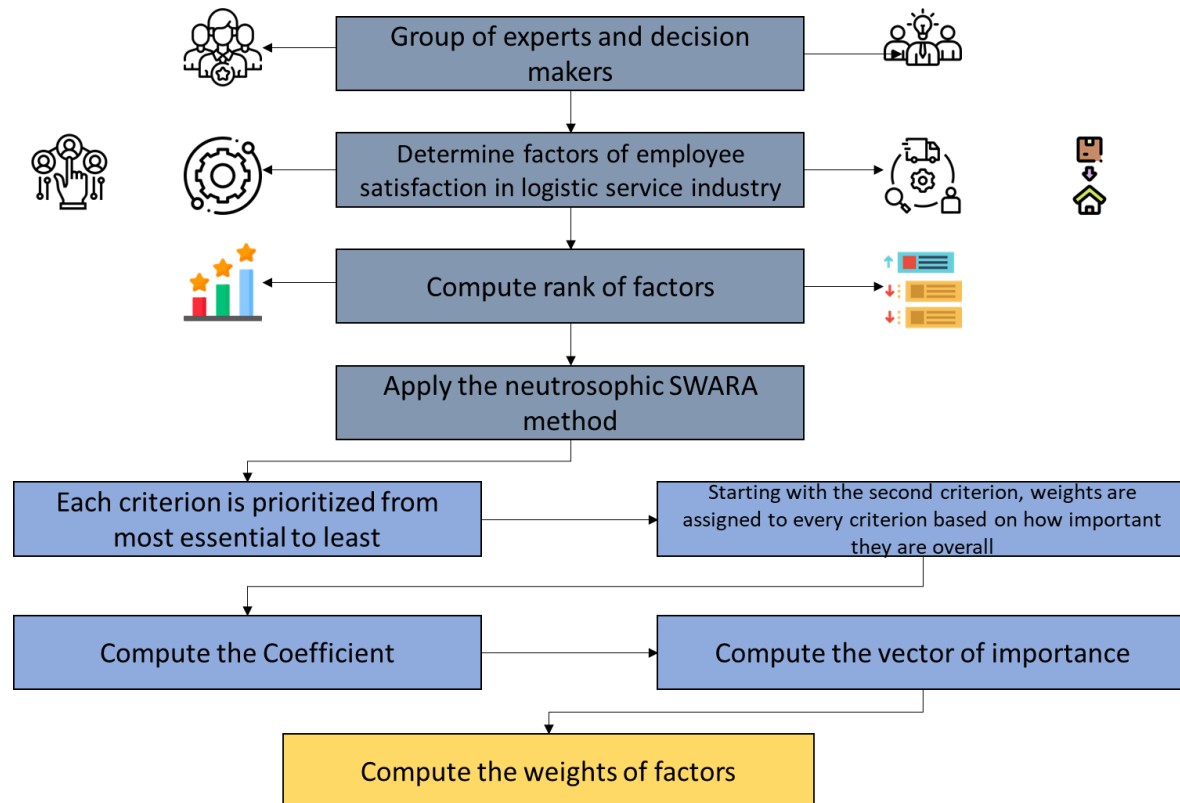 Group of experts and decision
makers
Determine factors of employee
satisfaction in logistic service industry
Compute rank of factors
Apply the neutrosophic SWARA
method
Each criterion is prioritized from
most essential to least
Starting with the second criterion, weights are
assigned to every criterion based on how important
they are overall
Compute the Coefficient
Compute the vector of importance
Compute the weights of factors